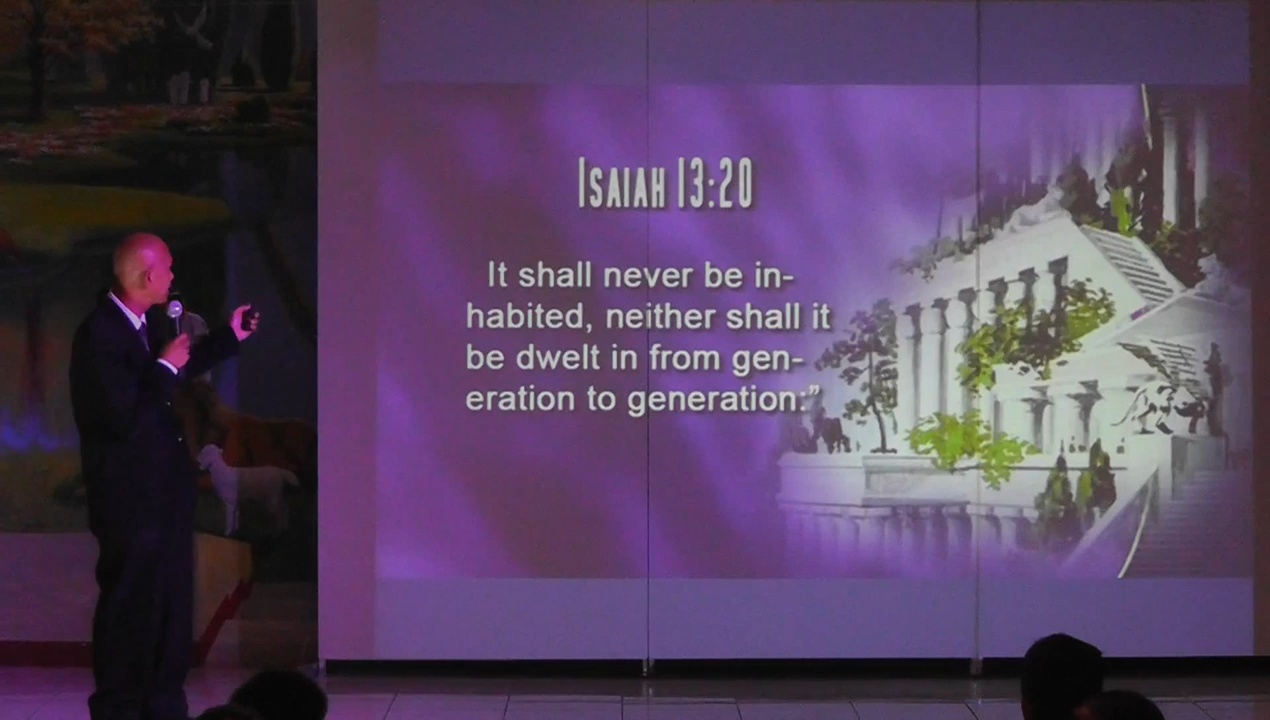 Isaiah 13:20
It shall never be in-
habited, neither shall it
be dwelt in from gen-
eration to generation:”